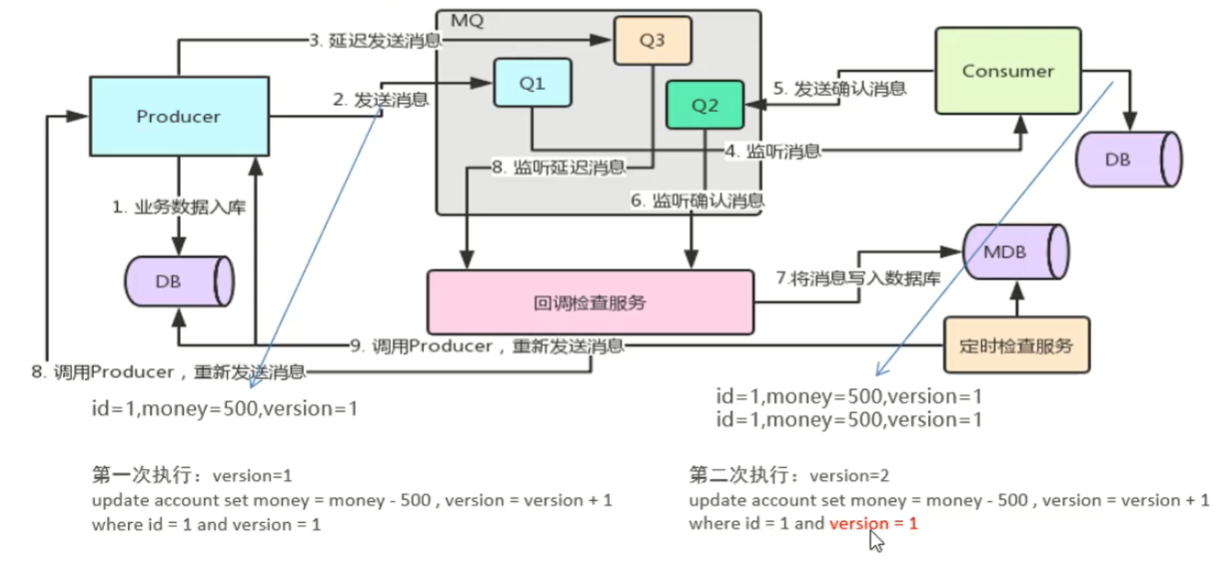 MQ
3. 延迟发送消息
Q3
Consumer
Q1
Producer
2. 发送消息
Q2
5. 发送确认消息
4. 监听消息
DB
8. 监听延迟消息
6. 监听确认消息
1. 业务数据入库
DB
MDB
7.将消息写入数据库
回调检查服务
9. 调用Producer，重新发送消息
定时检查服务
8. 调用Producer，重新发送消息
id=1,money=500,version=1
id=1,money=500,version=1
id=1,money=500,version=1
第一次执行：version=1
update account set money = money - 500 , version = version + 1
where id = 1 and version = 1
第二次执行：version=2
update account set money = money - 500 , version = version + 1
where id = 1 and version = 1